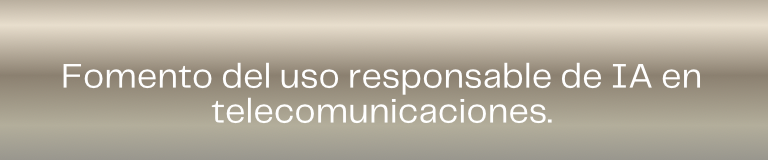 Fomento del uso responsable de IA en
telecomunicaciones.